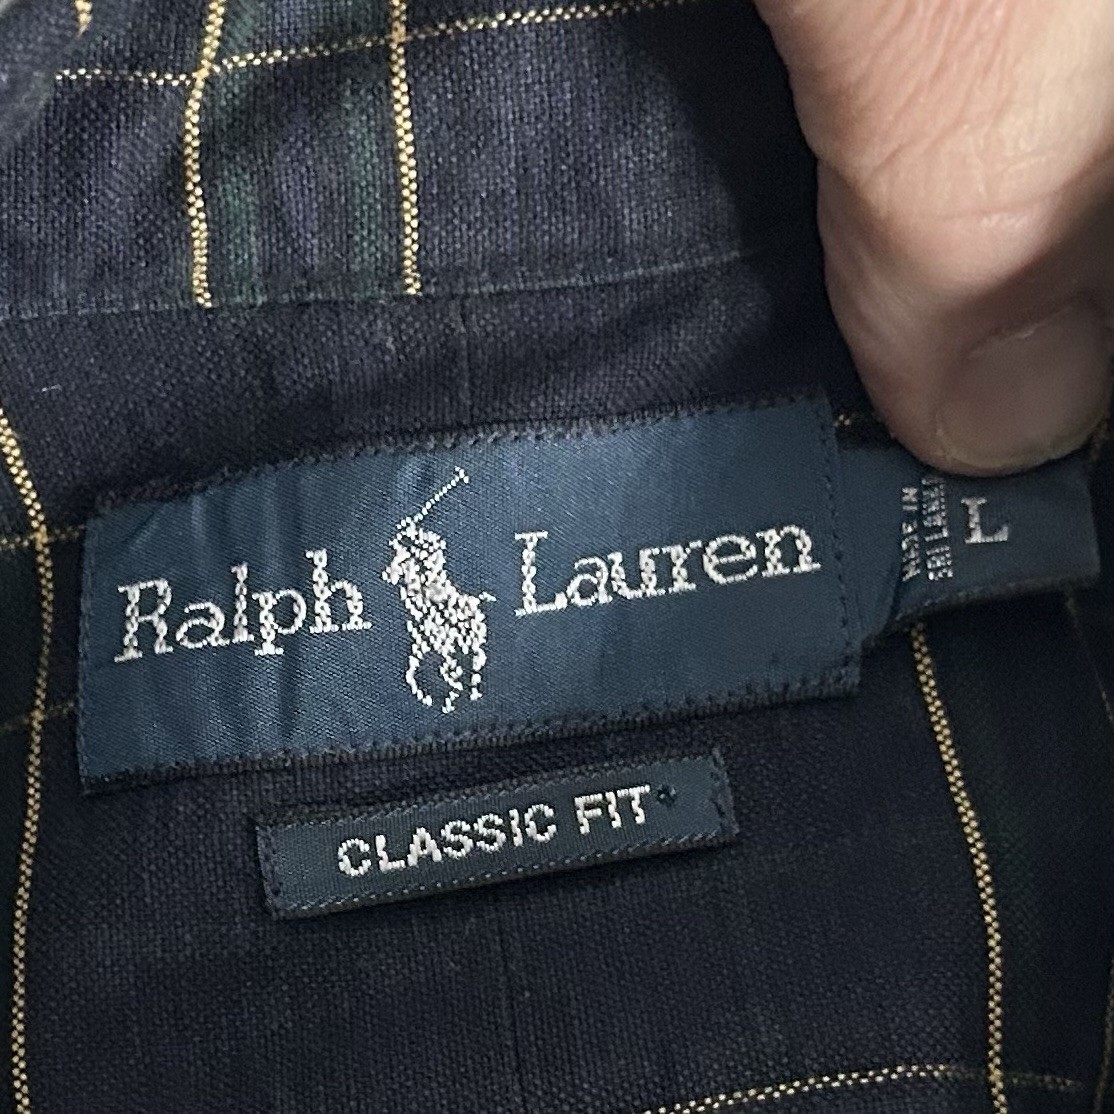 Ralph Lauren
MADE IN
SRI LANKA
L
CLASSIC FIT